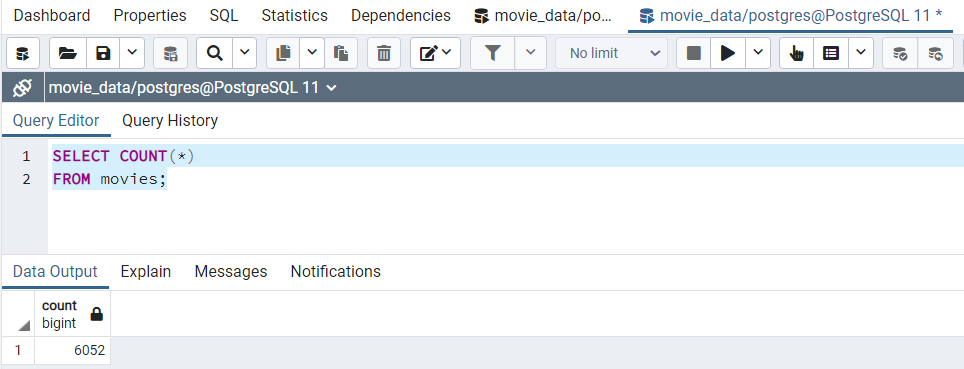 Dashboard Properties SQL Statistics Dependencies movie_data/po... movie_data/postgres@PostgreSQL 11 *
No limit
movie_data/postgres@PostgreSQL 11
Query Editor Query History
1 SELECT COUNT(*)
2 FROM movies;
Data Output Explain Messages Notifications
count
bigint
1 6052